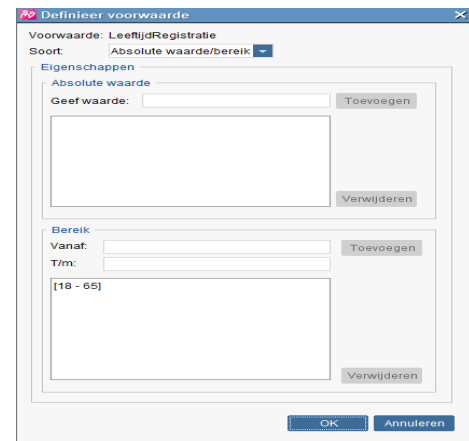 Definieer voorwaarde
Voorwaarde: LeeftijdRegistratie
Soort: Absolute waarde/bereik
Eigenschappen
Absolute waarde
Geef waarde: Toevoegen
Verwijderen
Bereik
Vanaf: Toevoegen
T/m:
[18 - 65]
Verwijderen
OK Annuleren